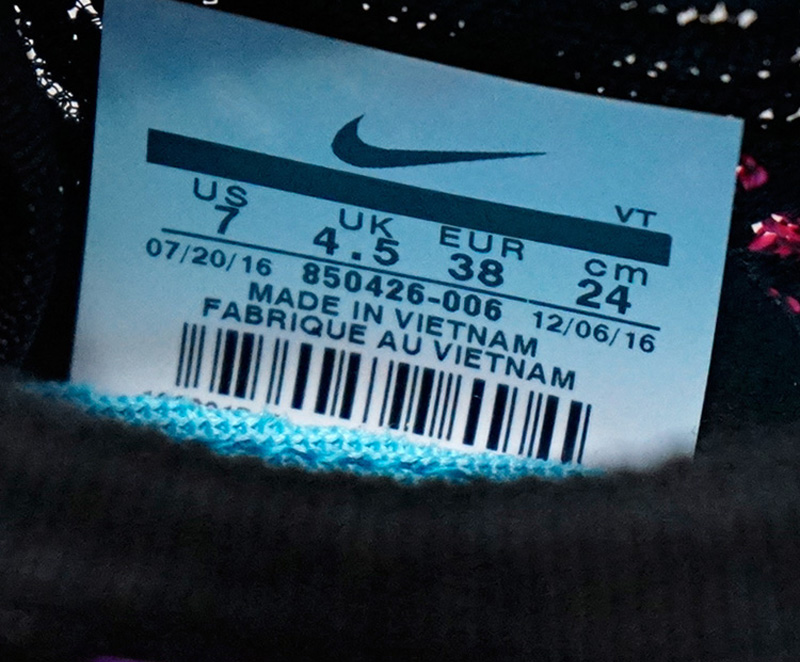 VT
US UK EUR cm
7 4.5 38 24
07/20/16 850426-006 12/06/16
MADE IN VIETNAM
FABRIQUE AU VIETNAM